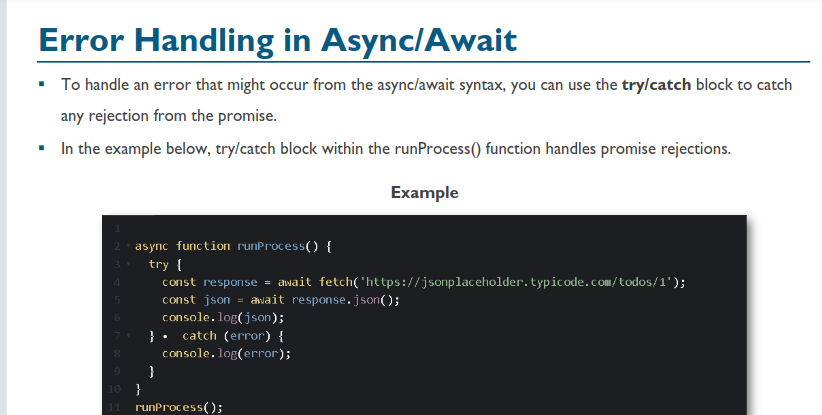 Error Handling in Async/Await
▪ To handle an error that might occur from the async/await syntax, you can use the try/catch block to catch
any rejection from the promise.
▪ In the example below, try/catch block within the runProcess() function handles promise rejections.
Example
1
2 async function runProcess() {
3 try {
4 const response = await fetch('https://jsonplaceholder.typicode.com/todos/1');
5 const json = await response.json();
6 console.log(json);
7 } • catch (error) {
8 console.log(error);
9 }
10 }
11 runProcess();